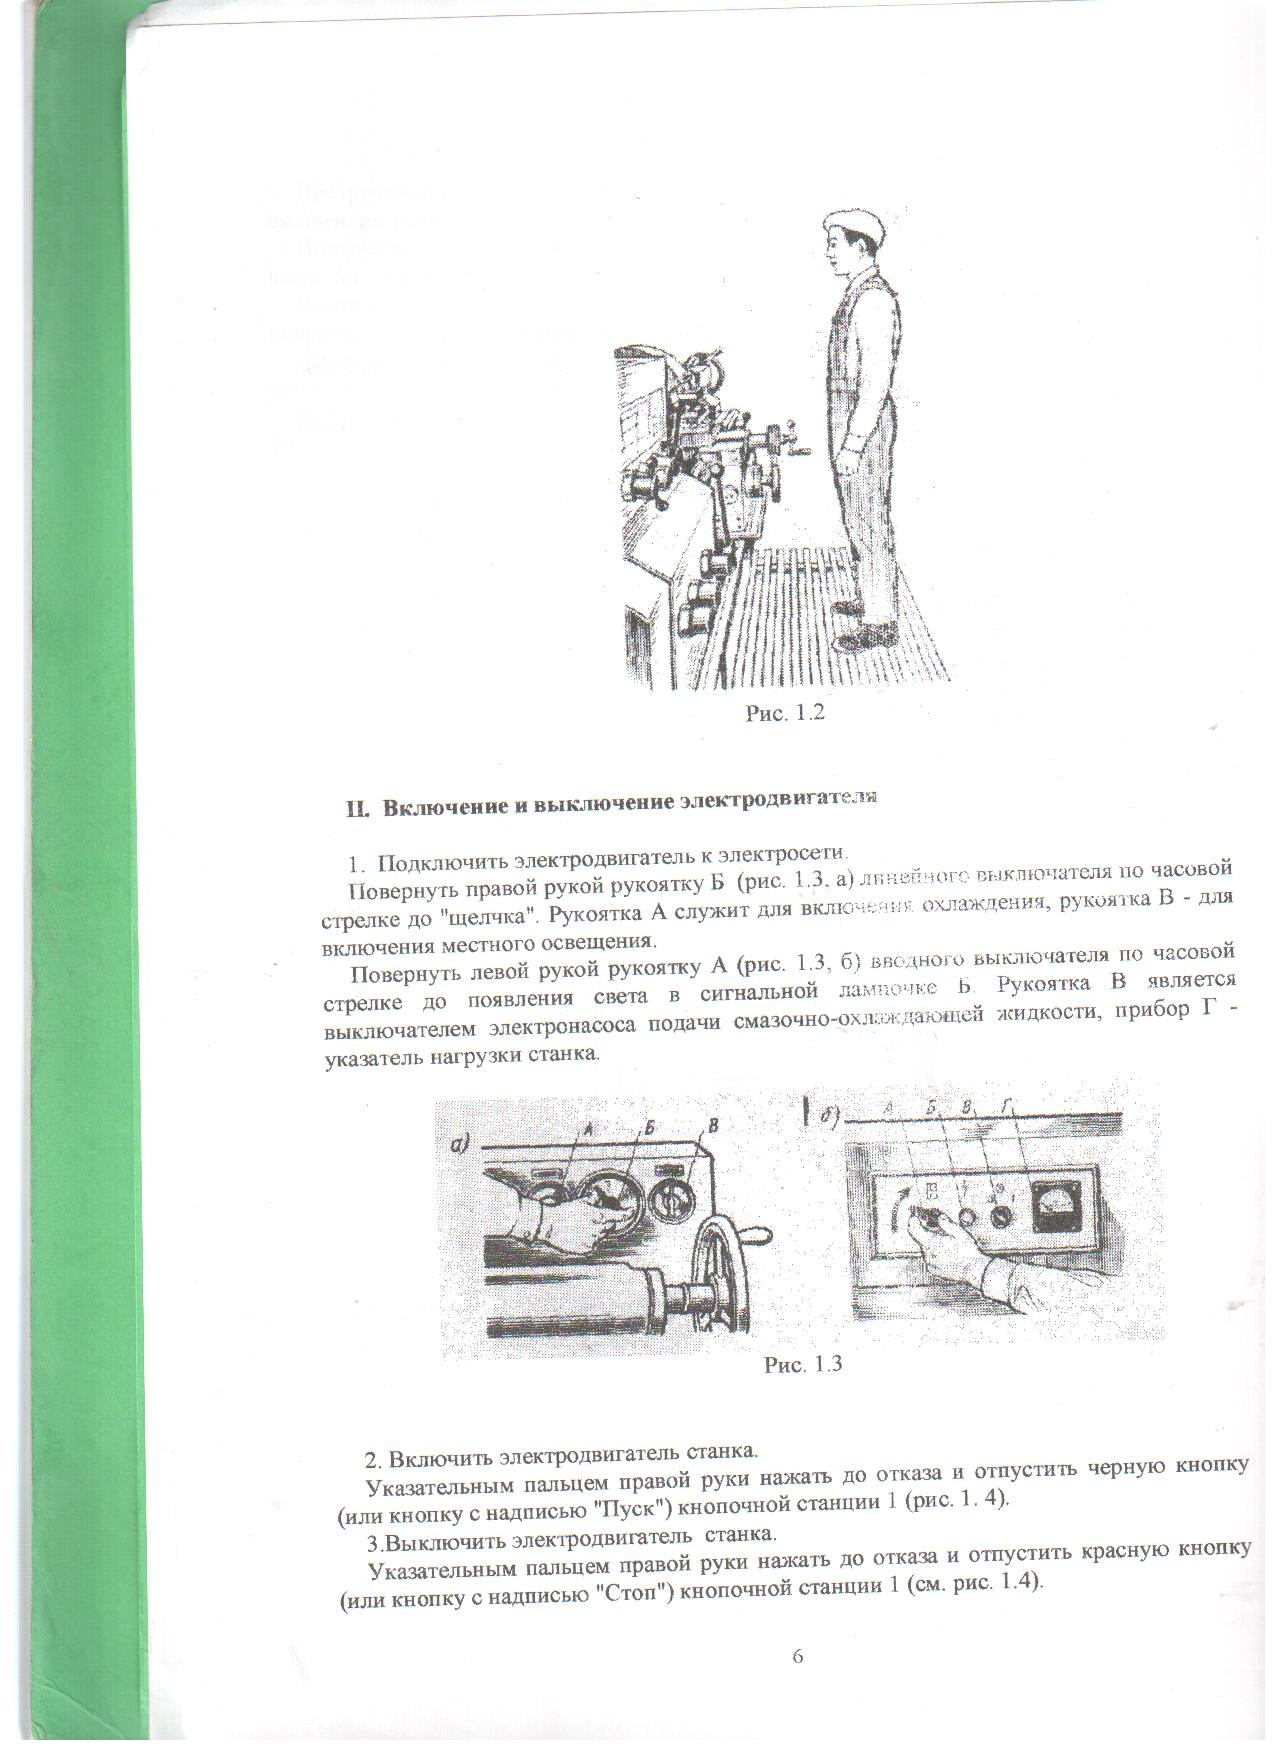 Рис. 1.2
II. Включение и выключение электродвигателя
1. Подключить электродвигатель к электросети.
Повернуть правой рукой рукоятку Б (рис. 1.3, а) линейного выключателя по часовой
стрелке до "щелчка". Рукоятка А служит для включения охлаждения, рукоятка В - для
включения местного освещения.
Повернуть левой рукой рукоятку А (рис. 1.3, б) вводного выключателя по часовой
стрелке до появления света в сигнальной лампочке Б. Рукоятка В является
выключателем электронасоса подачи смазочно-охлаждающей жидкости, прибор Г -
указатель нагрузки станка.
а) А Б В
б) А Б В Г
Рис. 1.3
2. Включить электродвигатель станка.
Указательным пальцем правой руки нажать до отказа и отпустить черную кнопку
(или кнопку с надписью "Пуск") кнопочной станции 1 (рис. 1. 4).
3.Выключить электродвигатель станка.
Указательным пальцем правой руки нажать до отказа и отпустить красную кнопку
(или кнопку с надписью "Стоп") кнопочной станции 1 (см. рис. 1.4).
6